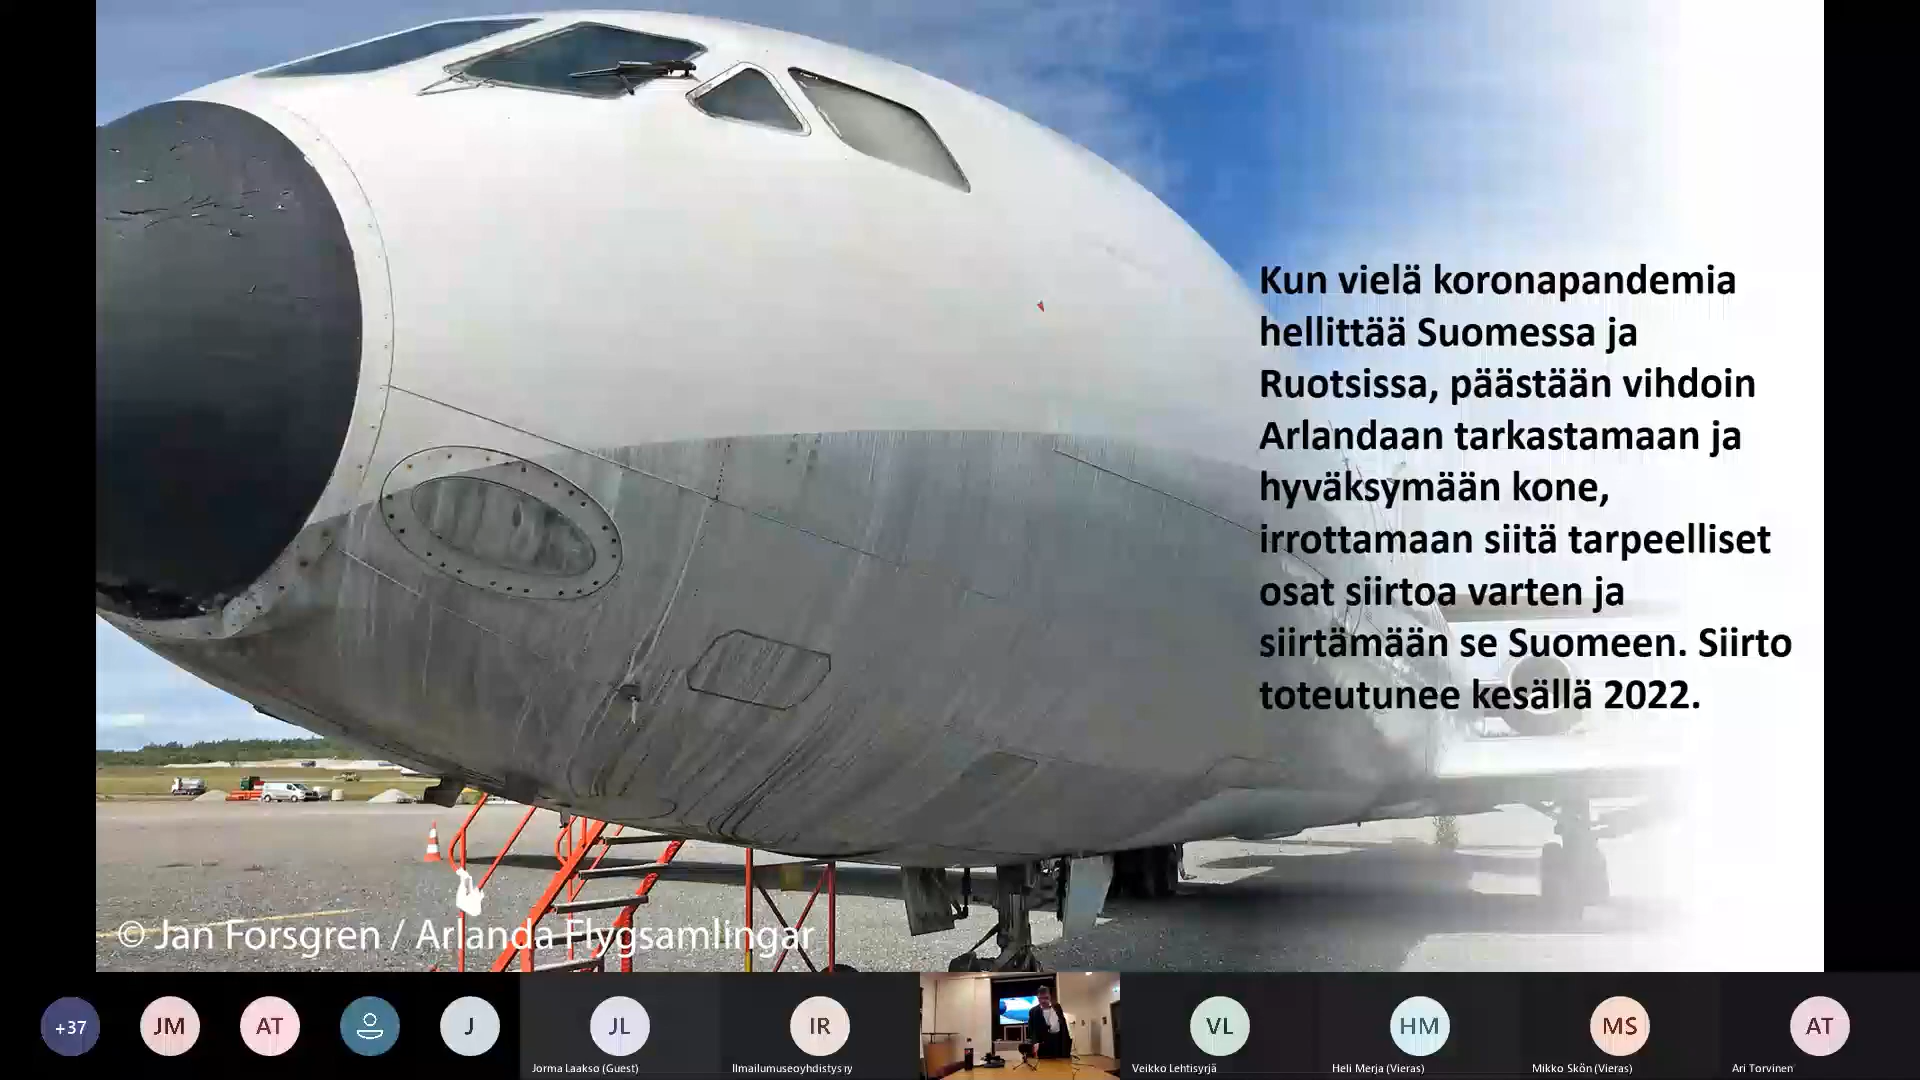 Kun vielä koronapandemia
hellittää Suomessa ja
Ruotsissa, päästään vihdoin
Arlandaan tarkastamaan ja
hyväksymään kone,
irrottamaan siitä tarpeelliset
osat siirtoa varten ja
siirtämään se Suomeen. Siirto
toteutunee kesällä 2022.
© Jan Forsgren / Arlanda Flygsamlingar
+37
JM
AT
J
JL
IR
VL
HM
MS
AT
Jorma Laakso (Guest)
Ilmailumuseoyhdistys ry
Veikko Lehtisyrjä
Heli Merja (Vieras)
Mikko Skön (Vieras)
Ari Torvinen